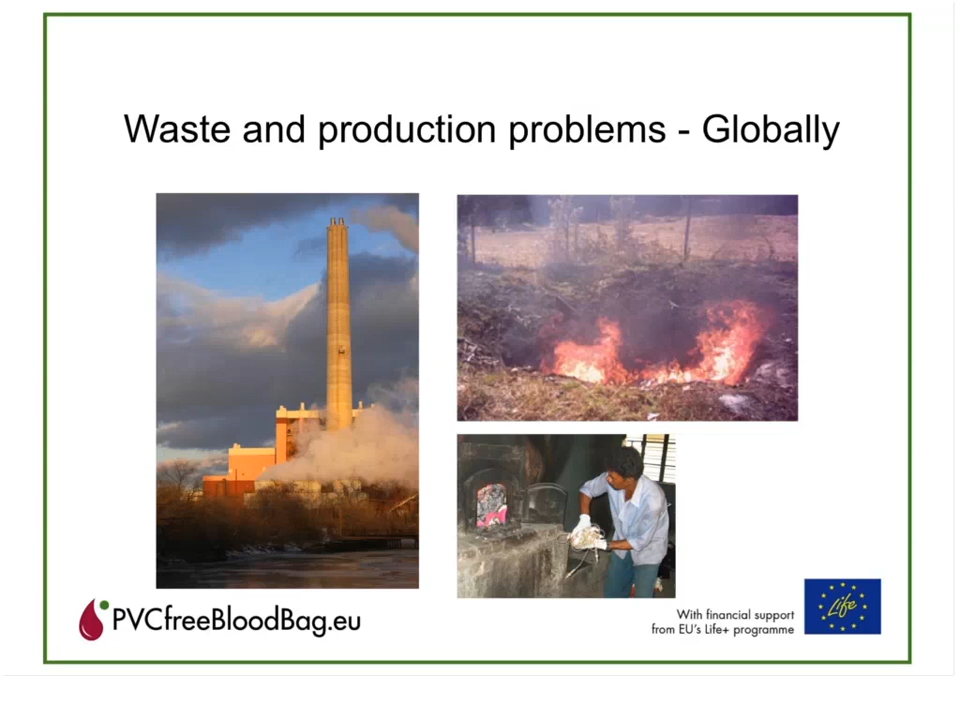 Waste and production problems - Globally
PVCfreeBloodBag.eu
With financial support
from EU's Life+ programme
Life